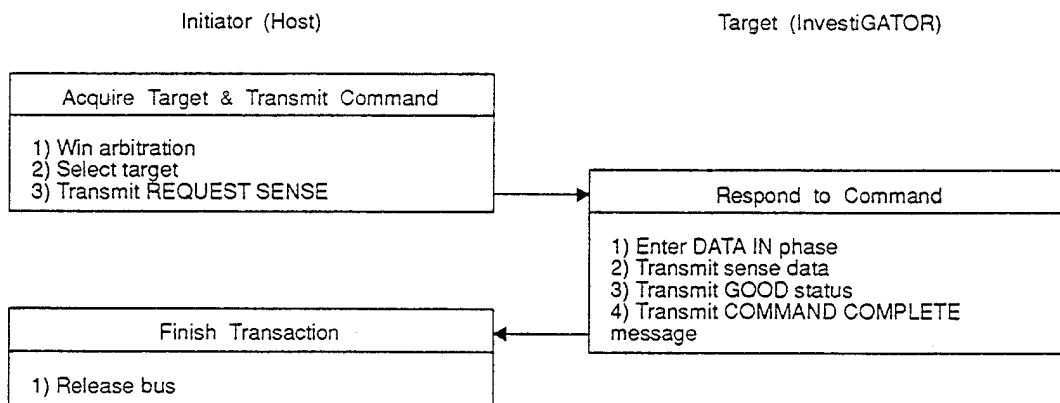 Initiator (Host)
Target (InvestiGATOR)
Acquire Target & Transmit Command
1) Win arbitration
2) Select target
3) Transmit REQUEST SENSE
Respond to Command
1) Enter DATA IN phase
2) Transmit sense data
3) Transmit GOOD status
4) Transmit COMMAND COMPLETE
message
Finish Transaction
1) Release bus